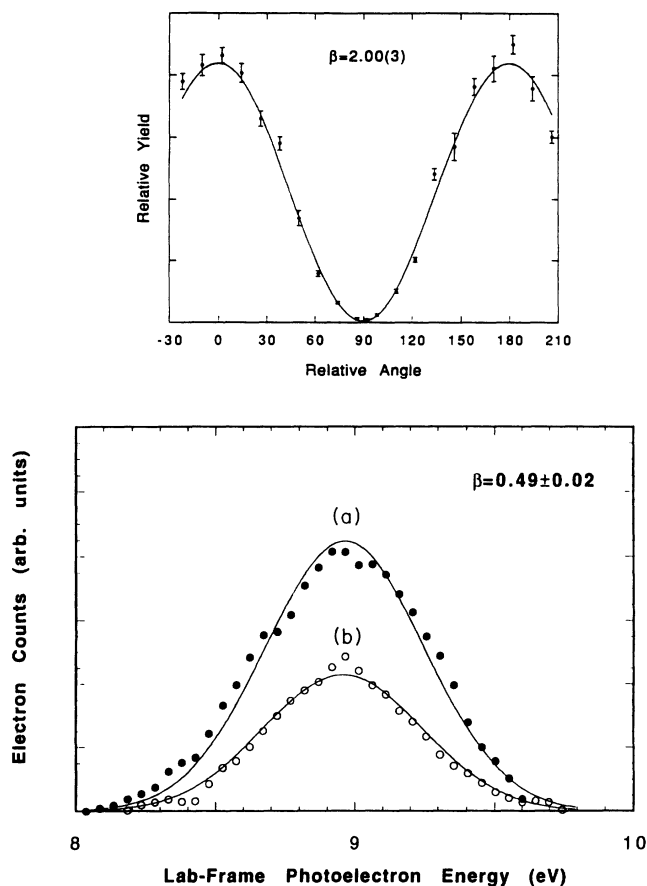 β=2.00(3)
Relative Yield
-30 0 30 60 90 120 150 180 210
Relative Angle
β=0.49±0.02
(a)
(b)
Electron Counts (arb. units)
8 9 10
Lab-Frame Photoelectron Energy (eV)